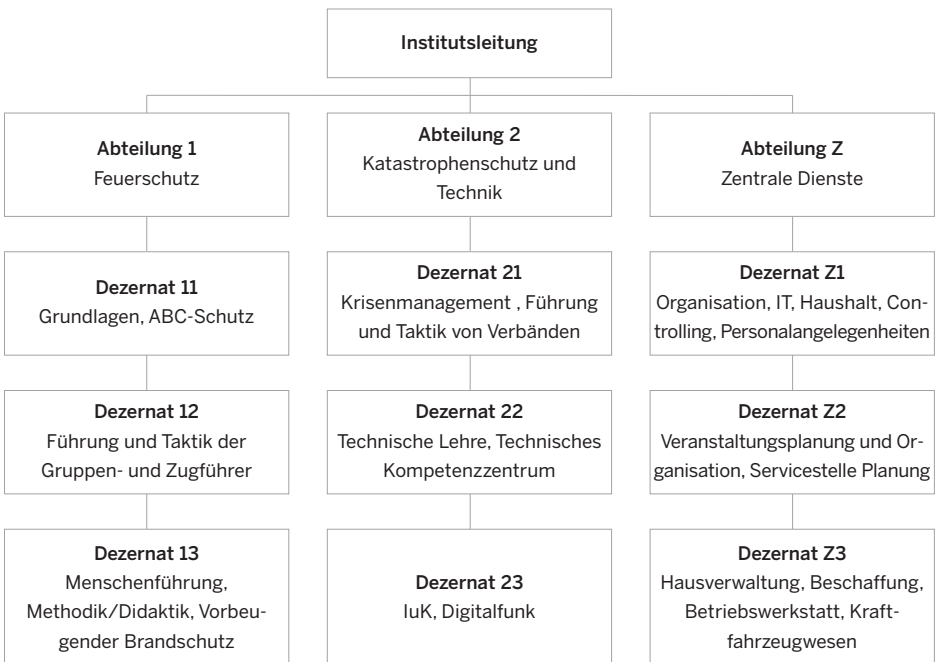 Institutsleitung
Abteilung 1
Feuerschutz
Abteilung 2
Katastrophenschutz und
Technik
Abteilung Z
Zentrale Dienste
Dezernat 11
Grundlagen, ABC-Schutz
Dezernat 21
Krisenmanagement , Führung
und Taktik von Verbänden
Dezernat Z1
Organisation, IT, Haushalt, Con-
trolling, Personalangelegenheiten
Dezernat 12
Führung und Taktik der
Gruppen- und Zugführer
Dezernat 22
Technische Lehre, Technisches
Kompetenzzentrum
Dezernat Z2
Veranstaltungsplanung und Or-
ganisation, Servicestelle Planung
Dezernat 13
Menschenführung,
Methodik/Didaktik, Vorbeu-
gender Brandschutz
Dezernat 23
IuK, Digitalfunk
Dezernat Z3
Hausverwaltung, Beschaffung,
Betriebswerkstatt, Kraft-
fahrzeugwesen